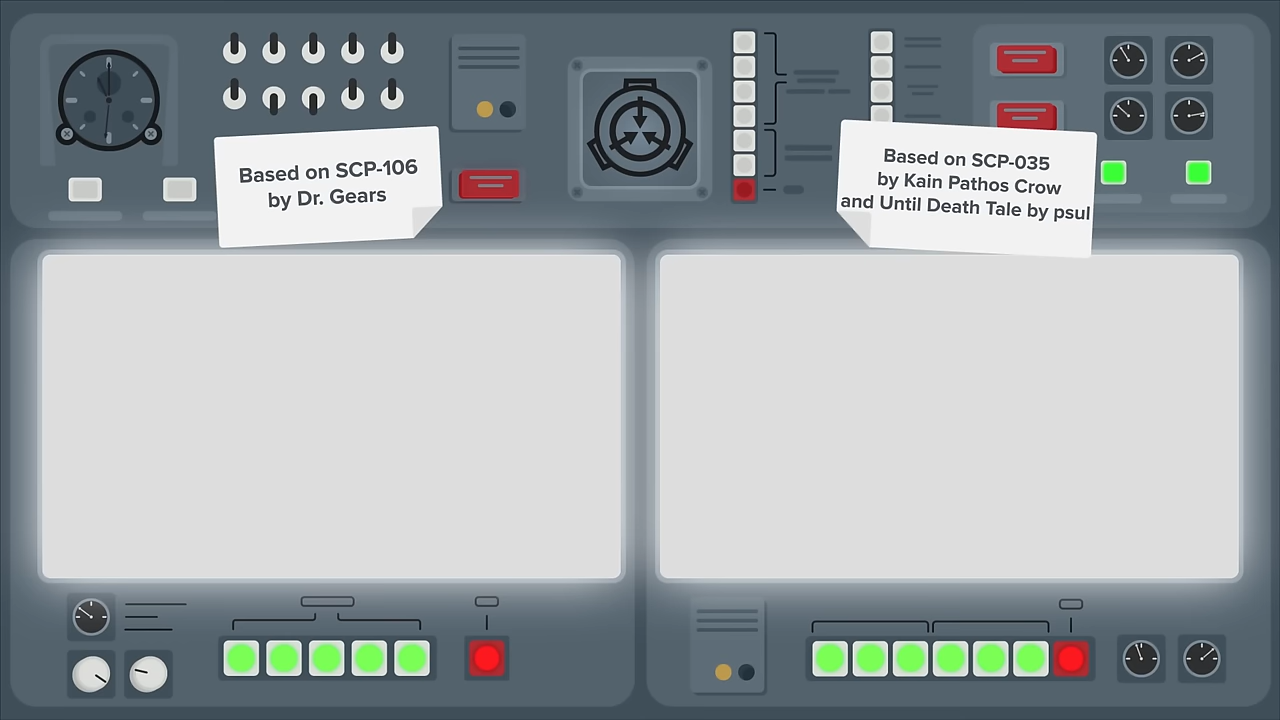 Based on SCP-106
by Dr. Gears
Based on SCP-035
by Kain Pathos Crow
and Until Death Tale by psul